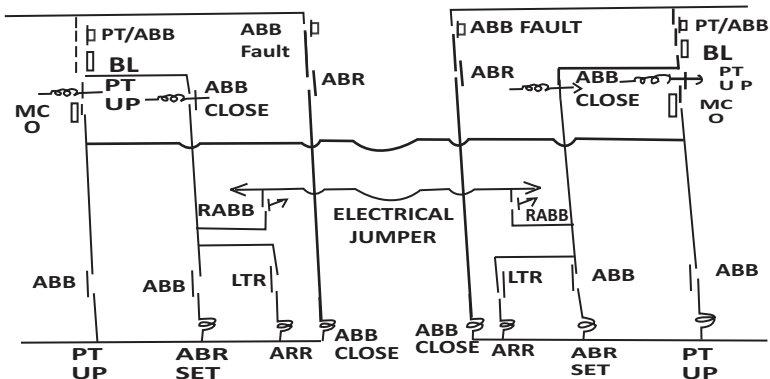 PT/ABB
ABB
Fault
ABB FAULT
PT/ABB
BL
ABR
ABR
BL
PT
UP
ABB
CLOSE
ABB
CLOSE
PT
U P
MC
O
MC
O
RABB
ELECTRICAL
JUMPER
RABB
ABB
ABB
LTR
LTR
ABB
ABB
PT
UP
ABR
SET
ARR
ABB
CLOSE
ABB
CLOSE
ARR
ABR
SET
PT
UP